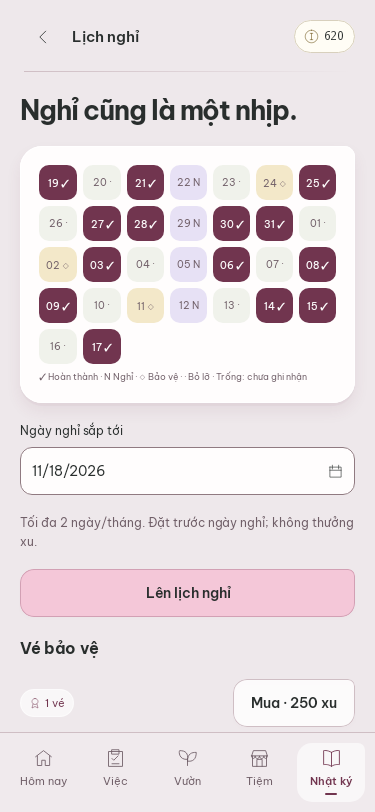 Lịch nghỉ
620
Nghỉ cũng là một nhịp.
19 ✓ 20 · 21 ✓ 22 N 23 · 24 ○ 25 ✓
26 · 27 ✓ 28 ✓ 29 N 30 ✓ 31 ✓ 01 ·
02 ○ 03 ✓ 04 · 05 N 06 ✓ 07 · 08 ✓
09 ✓ 10 · 11 ○ 12 N 13 · 14 ✓ 15 ✓
16 · 17 ✓
✓ Hoàn thành · N Nghỉ · ○ Bảo vệ · · Bỏ lỡ · Trống: chưa ghi nhận
Ngày nghỉ sắp tới
11/18/2026
Tối đa 2 ngày/tháng. Đặt trước ngày nghỉ; không thưởng
xu.
Lên lịch nghỉ
Vé bảo vệ
1 vé
Mua · 250 xu
Hôm nay Việc Vườn Tiệm Nhật ký